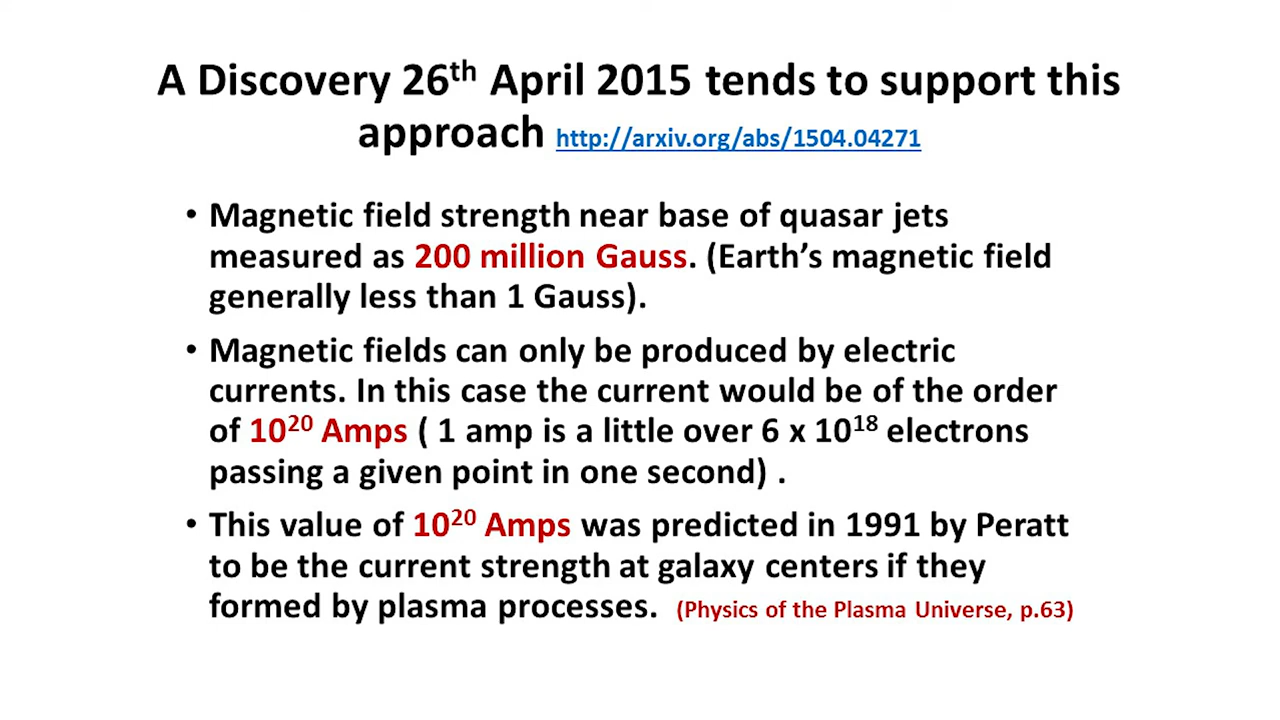 A Discovery 26th April 2015 tends to support this
approach http://arxiv.org/abs/1504.04271
• Magnetic field strength near base of quasar jets
measured as 200 million Gauss. (Earth's magnetic field
generally less than 1 Gauss).
• Magnetic fields can only be produced by electric
currents. In this case the current would be of the order
of 10²⁰ Amps ( 1 amp is a little over 6 x 10¹⁸ electrons
passing a given point in one second) .
• This value of 10²⁰ Amps was predicted in 1991 by Peratt
to be the current strength at galaxy centers if they
formed by plasma processes. (Physics of the Plasma Universe, p.63)